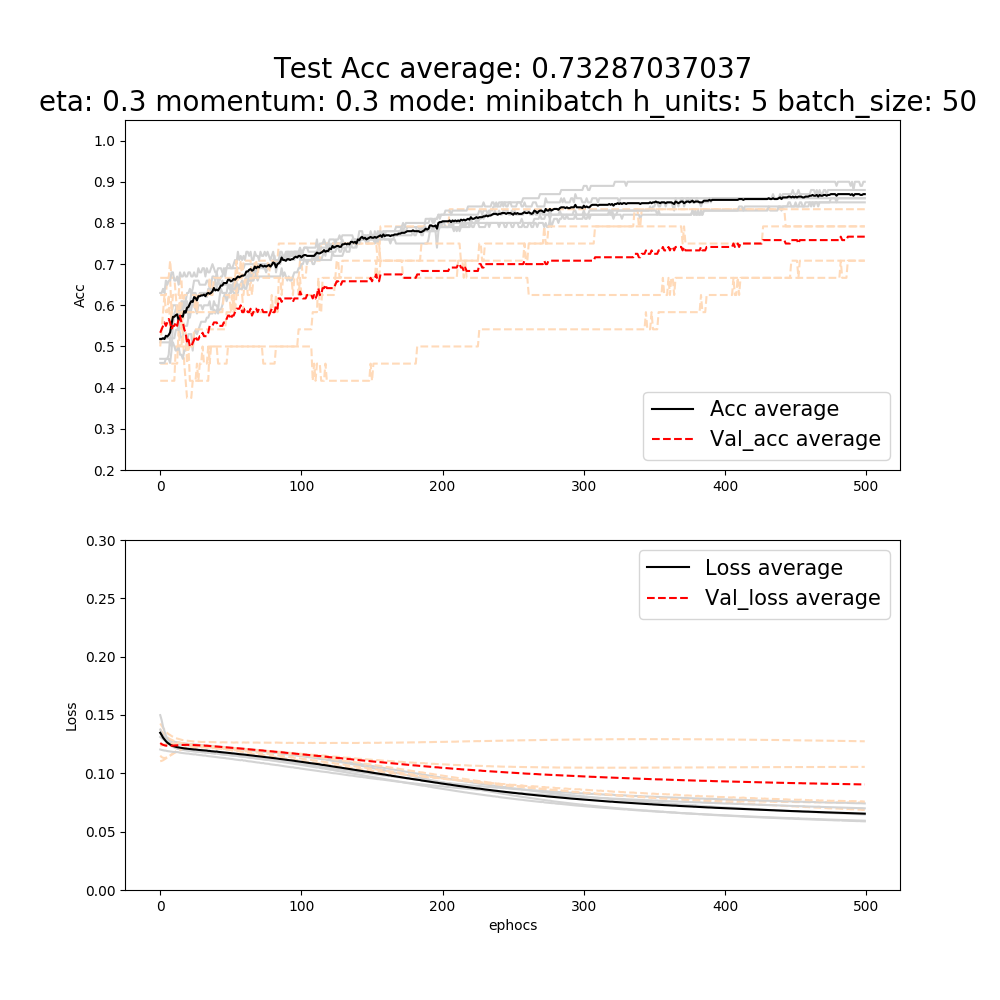 Test Acc average: 0.73287037037
eta: 0.3 momentum: 0.3 mode: minibatch h_units: 5 batch_size: 50
1.0
0.9
0.8
0.7
0.6
0.5
0.4
0.3
0.2
Acc
Acc average
Val_acc average
0 100 200 300 400 500
0.30
0.25
0.20
0.15
0.10
0.05
0.00
Loss
Loss average
Val_loss average
0 100 200 300 400 500
ephocs